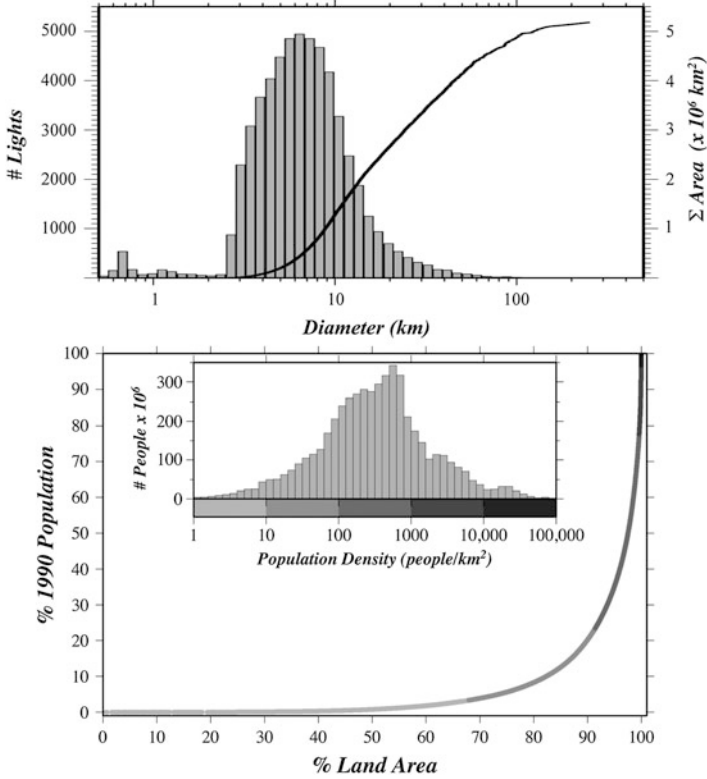 5000
4000
3000
2000
1000
# Lights
5
4
3
2
1
Σ Area (x 10⁶ km²)
1 10 100
Diameter (km)
100
90
80
70
60
50
40
30
20
10
0
% 1990 Population
300
200
100
0
# People x 10⁶
1 10 100 1000 10,000 100,000
Population Density (people/km²)
0 10 20 30 40 50 60 70 80 90 100
% Land Area